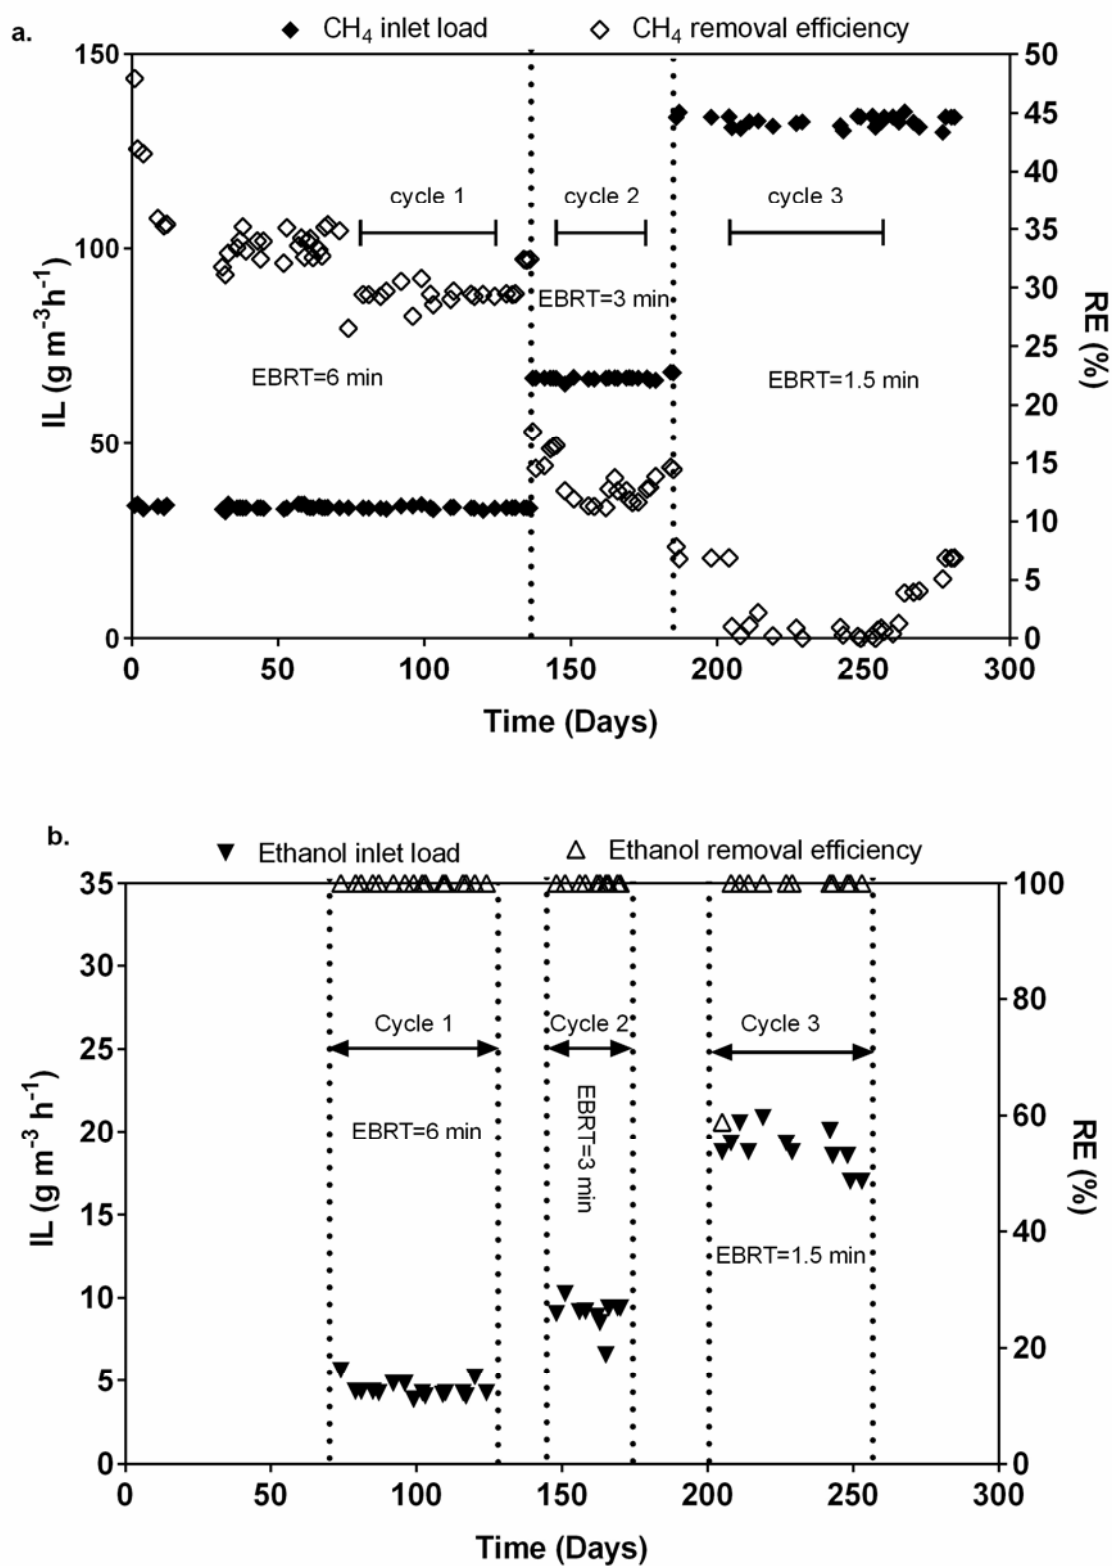 a.
CH4 inlet load
CH4 removal efficiency
150
100
50
0
IL (g m-3h-1)
50
45
40
35
30
25
20
15
10
5
0
RE (%)
cycle 1
cycle 2
cycle 3
EBRT=6 min
EBRT=3 min
EBRT=1.5 min
0 50 100 150 200 250 300
Time (Days)
b.
Ethanol inlet load
Ethanol removal efficiency
35
30
25
20
15
10
5
0
IL (g m-3 h-1)
100
80
60
40
20
0
RE (%)
Cycle 1
Cycle 2
Cycle 3
EBRT=6 min
EBRT=3 min
EBRT=1.5 min
0 50 100 150 200 250 300
Time (Days)